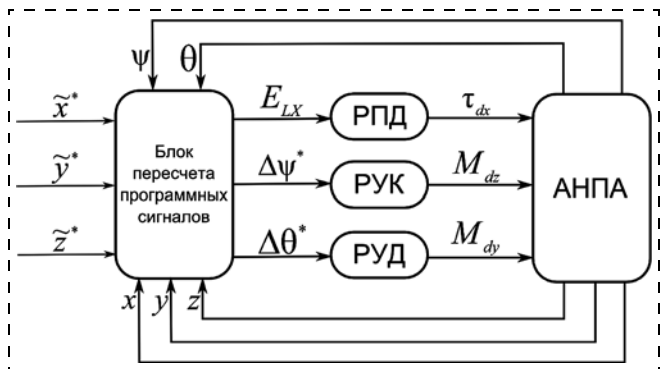 ψ θ
x̃* E_LX РПД τ_dx
ỹ* Блок пересчета программных сигналов Δψ* РУК M_dz АНПА
z̃* Δθ* РУД M_dy
x y z